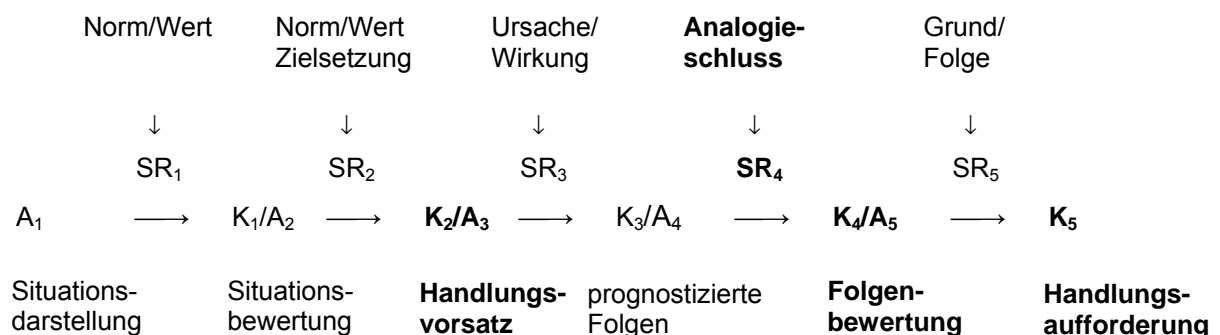 Norm/Wert Norm/Wert Ursache/ Analogie- Grund/
Zielsetzung Wirkung schluss Folge
↓ ↓ ↓ ↓ ↓
SR₁ SR₂ SR₃ SR₄ SR₅
A₁ ⟶ K₁/A₂ ⟶ K₂/A₃ ⟶ K₃/A₄ ⟶ K₄/A₅ ⟶ K₅
Situations- Situations- Handlungs- prognostizierte Folgen- Handlungs-
darstellung bewertung vorsatz Folgen bewertung aufforderung